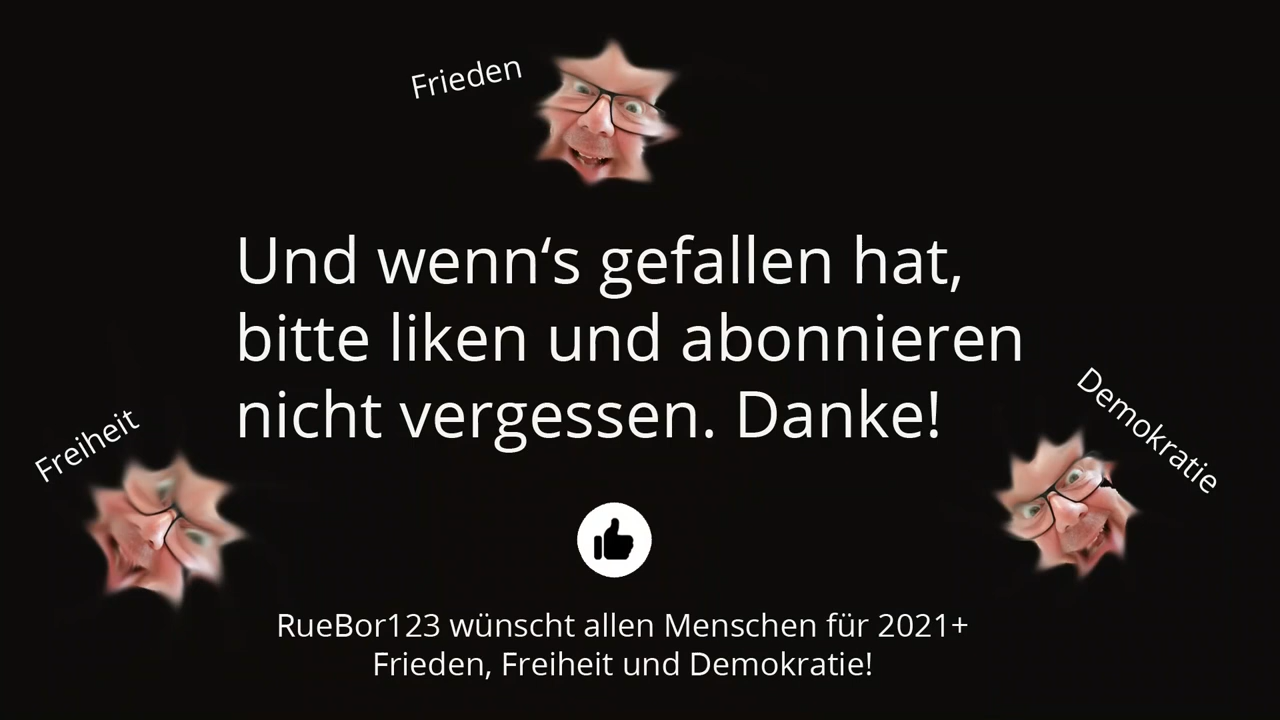 Frieden
Und wenn‘s gefallen hat,
bitte liken und abonnieren
nicht vergessen. Danke!
Freiheit
Demokratie
RueBor123 wünscht allen Menschen für 2021+
Frieden, Freiheit und Demokratie!